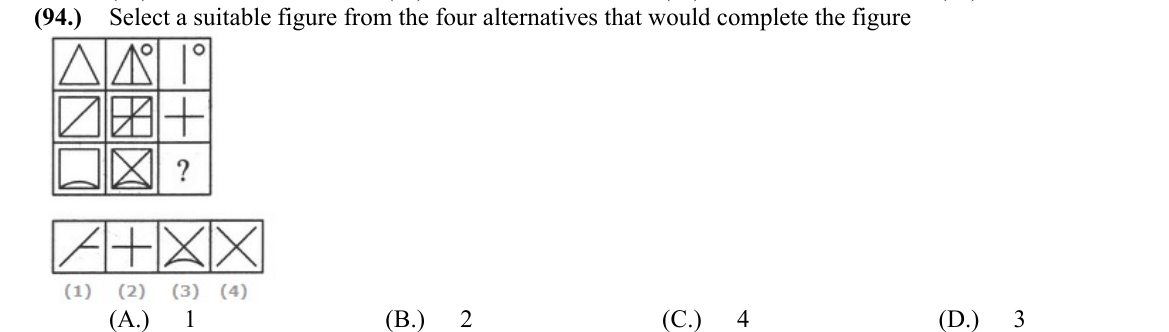 (94.) Select a suitable figure from the four alternatives that would complete the figure
?
(1) (2) (3) (4)
(A.) 1 (B.) 2 (C.) 4 (D.) 3